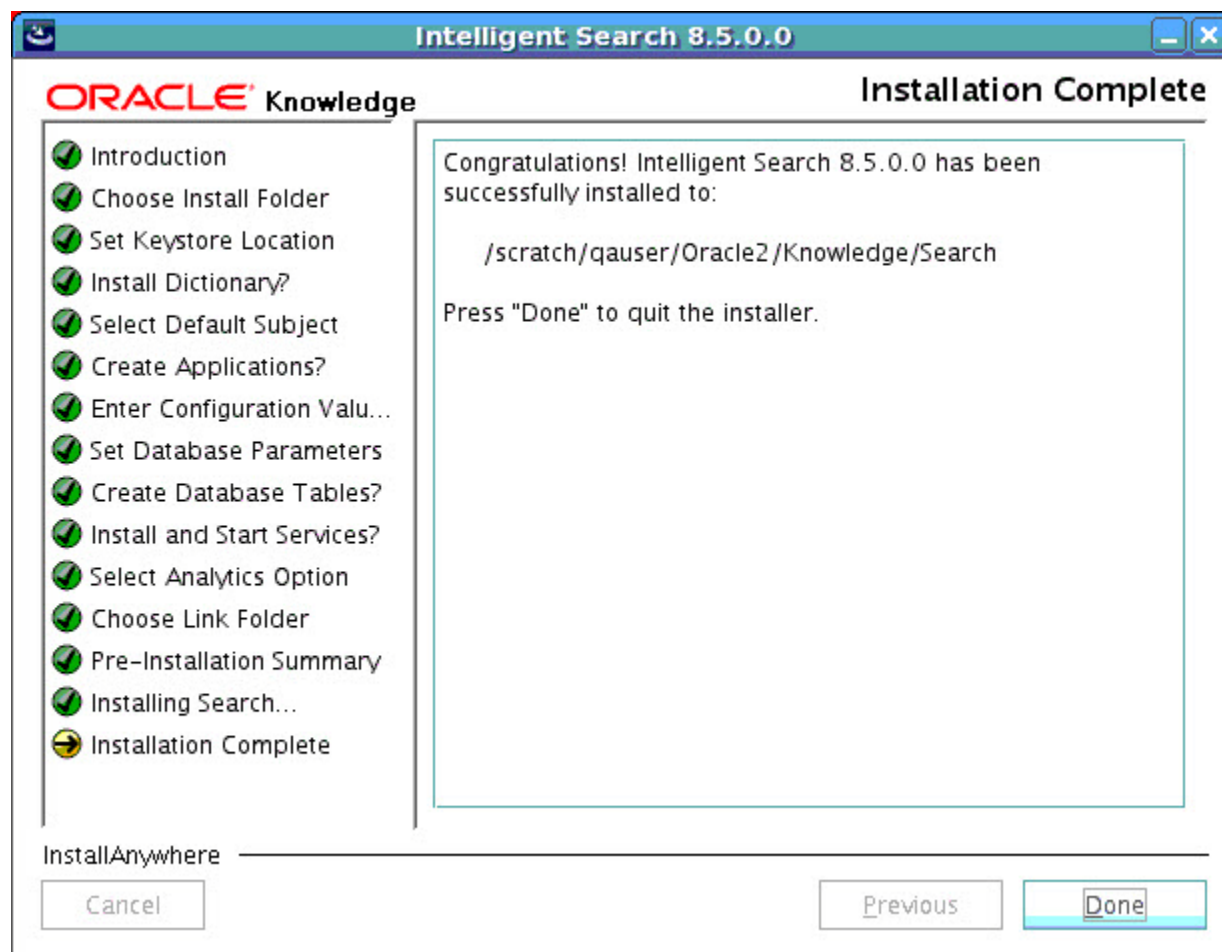 Intelligent Search 8.5.0.0
ORACLE Knowledge
Installation Complete
Introduction
Choose Install Folder
Set Keystore Location
Install Dictionary?
Select Default Subject
Create Applications?
Enter Configuration Valu...
Set Database Parameters
Create Database Tables?
Install and Start Services?
Select Analytics Option
Choose Link Folder
Pre-Installation Summary
Installing Search...
Installation Complete
Congratulations! Intelligent Search 8.5.0.0 has been
successfully installed to:
/scratch/qauser/Oracle2/Knowledge/Search
Press "Done" to quit the installer.
InstallAnywhere
Cancel
Previous
Done